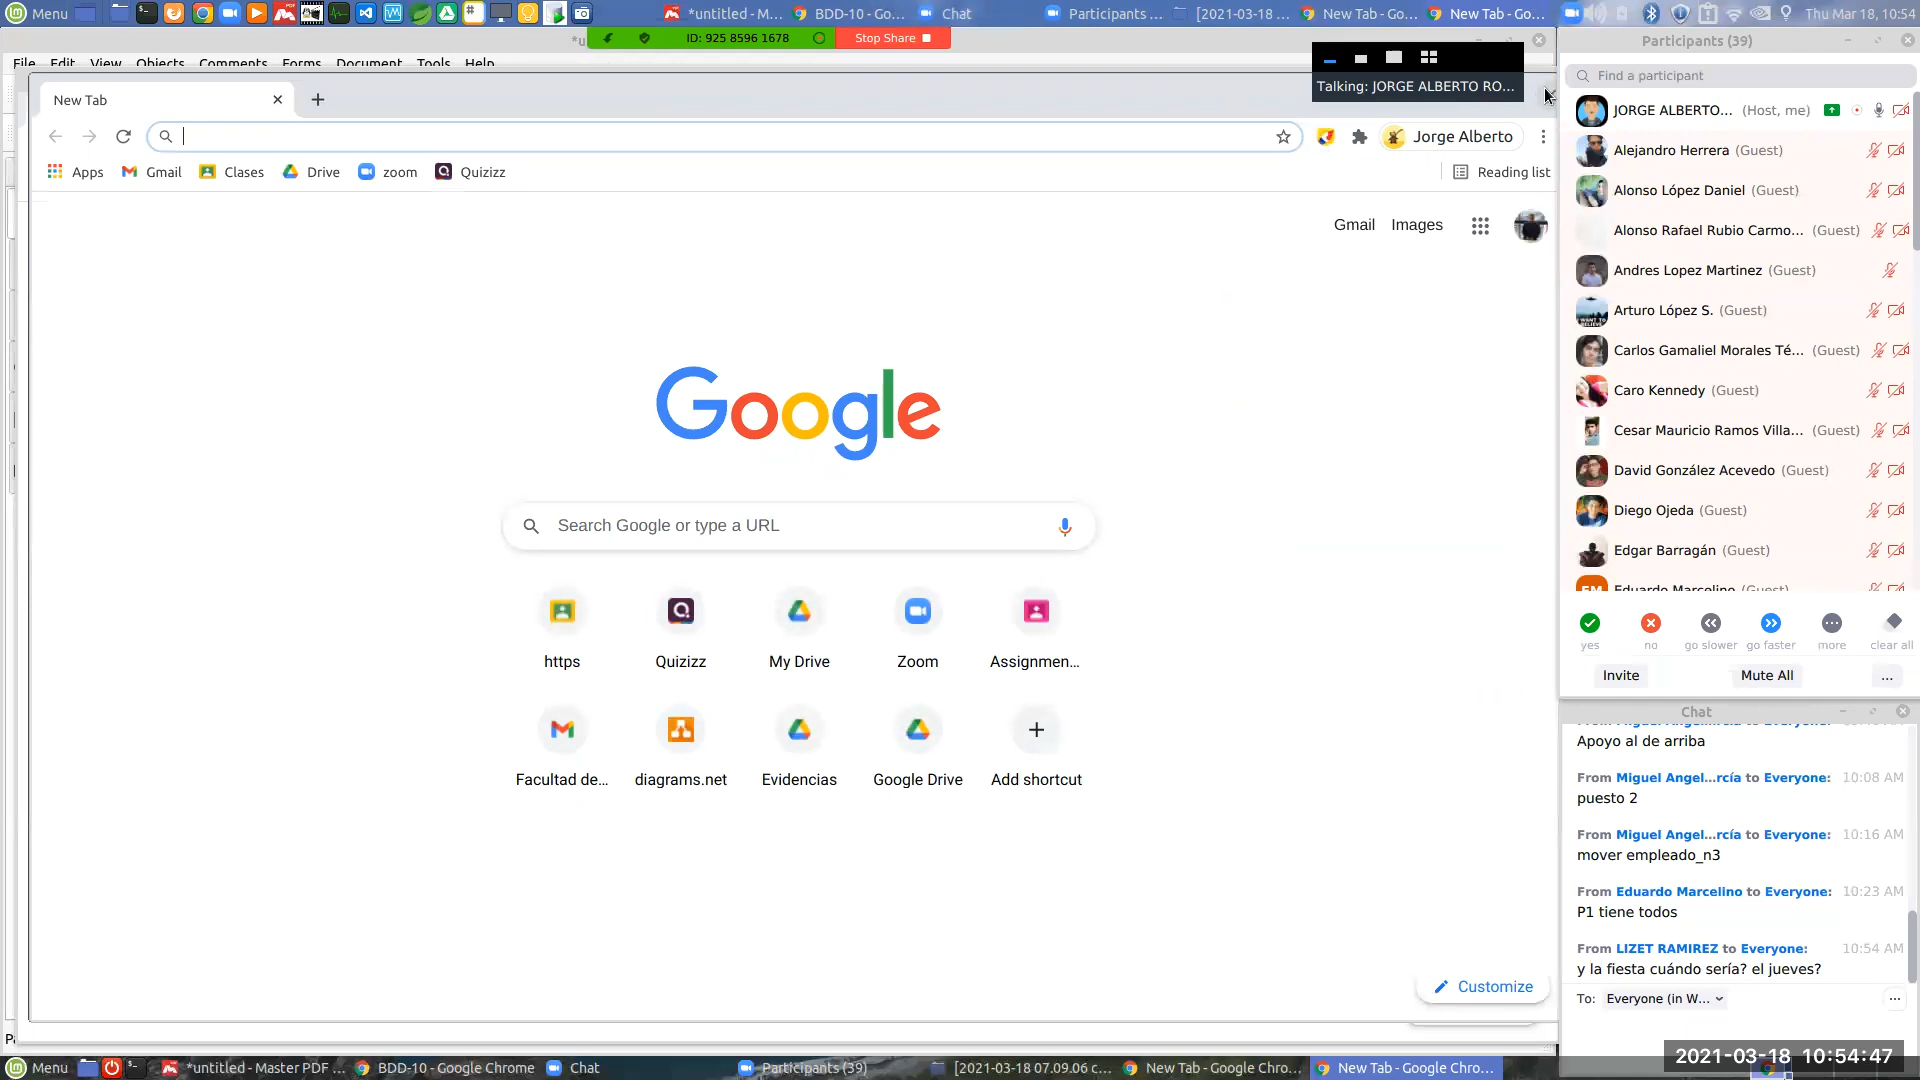 Menu
*untitled - M...
BDD-10 - Go...
Chat
Participants ...
[2021-03-18 ...
New Tab - Go...
New Tab - Go...
Thu Mar 18, 10:54
ID: 925 8596 1678
Stop Share
File Edit View Objects Comments Forms Document Tools Help
Talking: JORGE ALBERTO RO...
New Tab
Jorge Alberto
Apps
Gmail
Clases
Drive
zoom
Quizizz
Reading list
Gmail
Images
Google
Search Google or type a URL
https
Quizizz
My Drive
Zoom
Assignmen...
Facultad de...
diagrams.net
Evidencias
Google Drive
Add shortcut
Customize
Participants (39)
Find a participant
JORGE ALBERTO... (Host, me)
Alejandro Herrera (Guest)
Alonso López Daniel (Guest)
Alonso Rafael Rubio Carmo... (Guest)
Andres Lopez Martinez (Guest)
Arturo López S. (Guest)
Carlos Gamaliel Morales Té... (Guest)
Caro Kennedy (Guest)
Cesar Mauricio Ramos Villa... (Guest)
David González Acevedo (Guest)
Diego Ojeda (Guest)
Edgar Barragán (Guest)
Eduardo Marcelino (Guest)
yes
no
go slower
go faster
more
clear all
Invite
Mute All
...
Chat
Apoyo al de arriba
From Miguel Angel...rcía to Everyone: 10:08 AM
puesto 2
From Miguel Angel...rcía to Everyone: 10:16 AM
mover empleado_n3
From Eduardo Marcelino to Everyone: 10:23 AM
P1 tiene todos
From LIZET RAMIREZ to Everyone: 10:54 AM
y la fiesta cuándo sería? el jueves?
To: Everyone (in W...
2021-03-18 10:54:47
Menu
*untitled - Master PDF ...
BDD-10 - Google Chrome
Chat
Participants (39)
[2021-03-18 07.09.06 c...
New Tab - Google Chro...
New Tab - Google Chro...